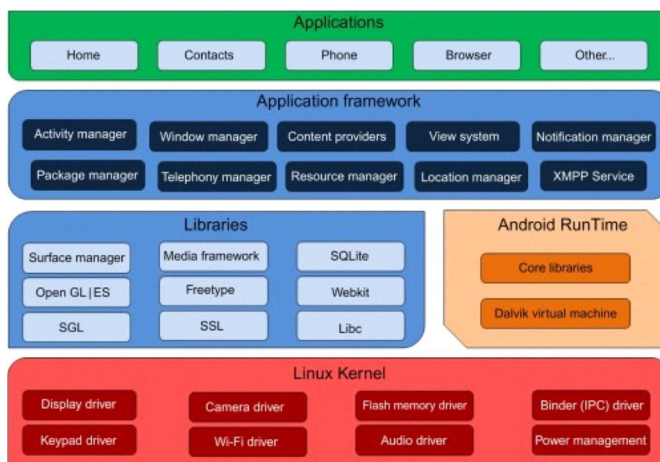 Applications
Home Contacts Phone Browser Other...
Application framework
Activity manager Window manager Content providers View system Notification manager
Package manager Telephony manager Resource manager Location manager XMPP Service
Libraries
Surface manager Media framework SQLite
Open GL|ES Freetype Webkit
SGL SSL Libc
Android RunTime
Core libraries
Dalvik virtual machine
Linux Kernel
Display driver Camera driver Flash memory driver Binder (IPC) driver
Keypad driver Wi-Fi driver Audio driver Power management